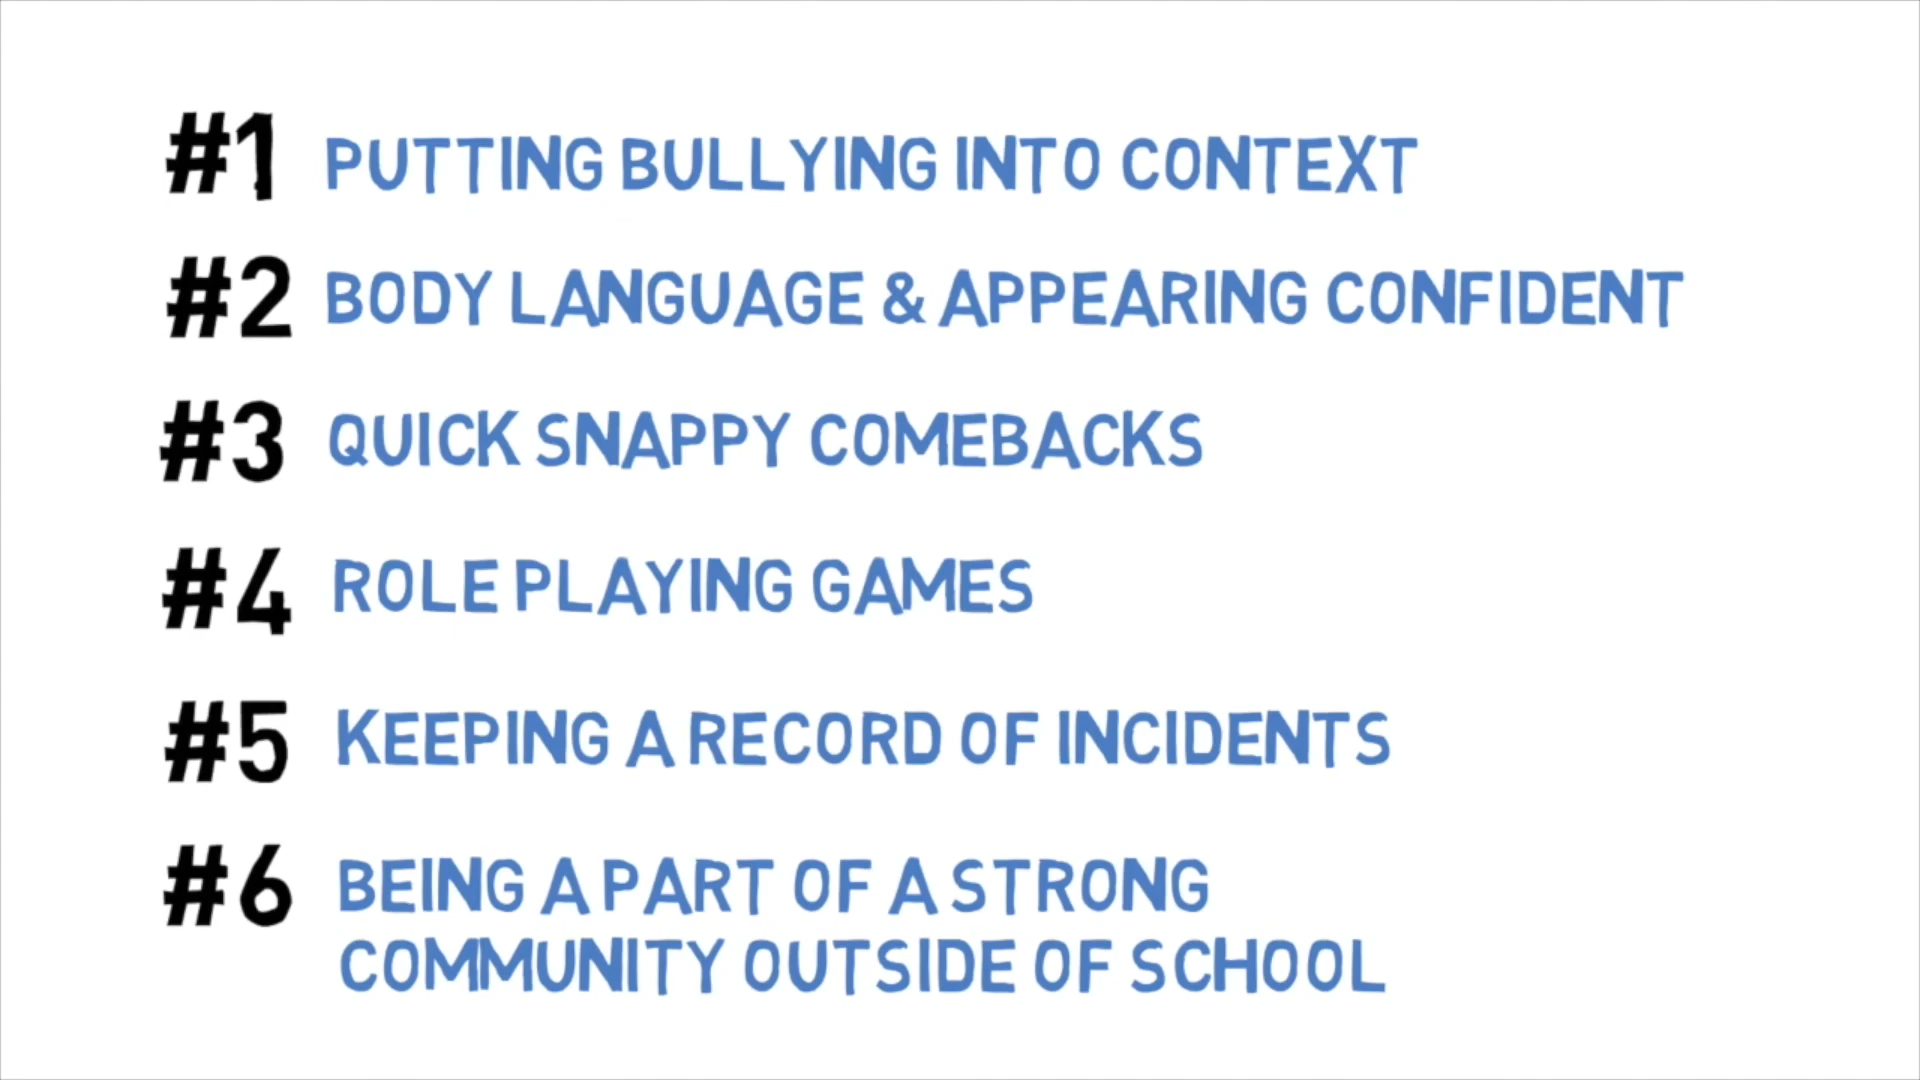 #1 PUTTING BULLYING INTO CONTEXT
#2 BODY LANGUAGE & APPEARING CONFIDENT
#3 QUICK SNAPPY COMEBACKS
#4 ROLE PLAYING GAMES
#5 KEEPING A RECORD OF INCIDENTS
#6 BEING A PART OF A STRONG
COMMUNITY OUTSIDE OF SCHOOL